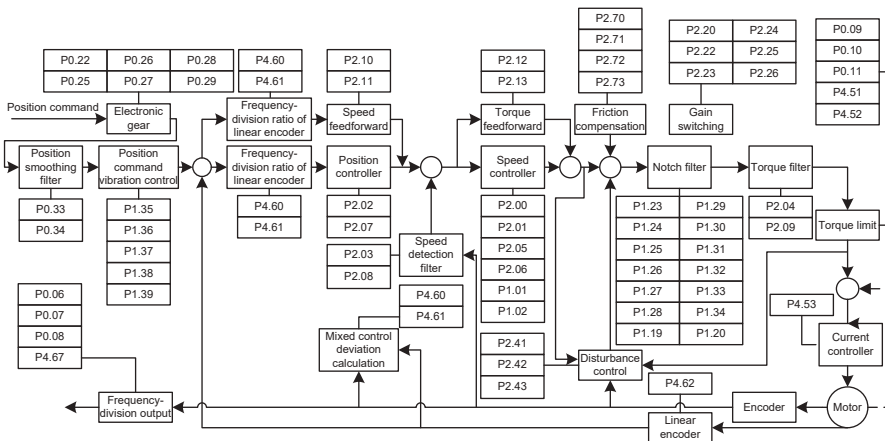 P0.22 P0.26 P0.28
P0.25 P0.27 P0.29
P4.60
P4.61
P2.10
P2.11
P2.12
P2.13
P2.70
P2.71
P2.72
P2.73
P2.20 P2.24
P2.22 P2.25
P2.23 P2.26
P0.09
P0.10
P0.11
P4.51
P4.52
Position command
Electronic
gear
Frequency-
division ratio of
linear encoder
Speed
feedforward
Torque
feedforward
Friction
compensation
Gain
switching
Position
smoothing
filter
Position
command
vibration control
Frequency-
division ratio of
linear encoder
Position
controller
Speed
controller
Notch filter
Torque filter
Torque limit
P0.33
P0.34
P1.35
P1.36
P1.37
P1.38
P1.39
P4.60
P4.61
P2.02
P2.07
P2.03
P2.08
Speed
detection
filter
P2.00
P2.01
P2.05
P2.06
P1.01
P1.02
P1.23 P1.29
P1.24 P1.30
P1.25 P1.31
P1.26 P1.32
P1.27 P1.33
P1.28 P1.34
P1.19 P1.20
P2.04
P2.09
P0.06
P0.07
P0.08
P4.67
P4.60
P4.61
Mixed control
deviation
calculation
P2.41
P2.42
P2.43
Disturbance
control
P4.53
Current
controller
P4.62
Frequency-
division output
Linear
encoder
Encoder
Motor